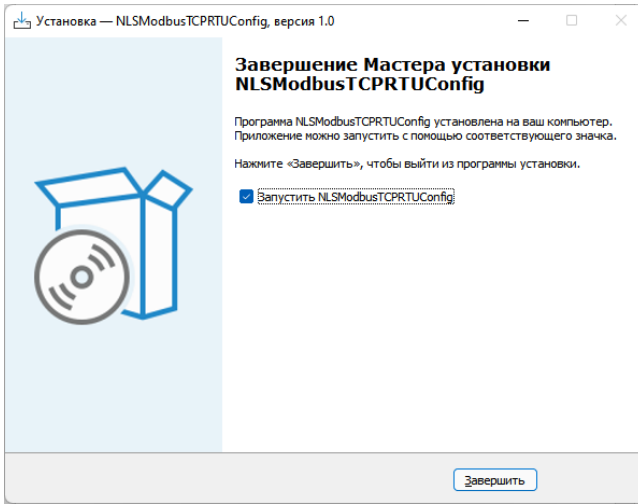 Установка — NLSModbusTCPRTUConfig, версия 1.0
Завершение Мастера установки
NLSModbusTCPRTUConfig
Программа NLSModbusTCPRTUConfig установлена на ваш компьютер.
Приложение можно запустить с помощью соответствующего значка.
Нажмите «Завершить», чтобы выйти из программы установки.
Запустить NLSModbusTCPRTUConfig
Завершить